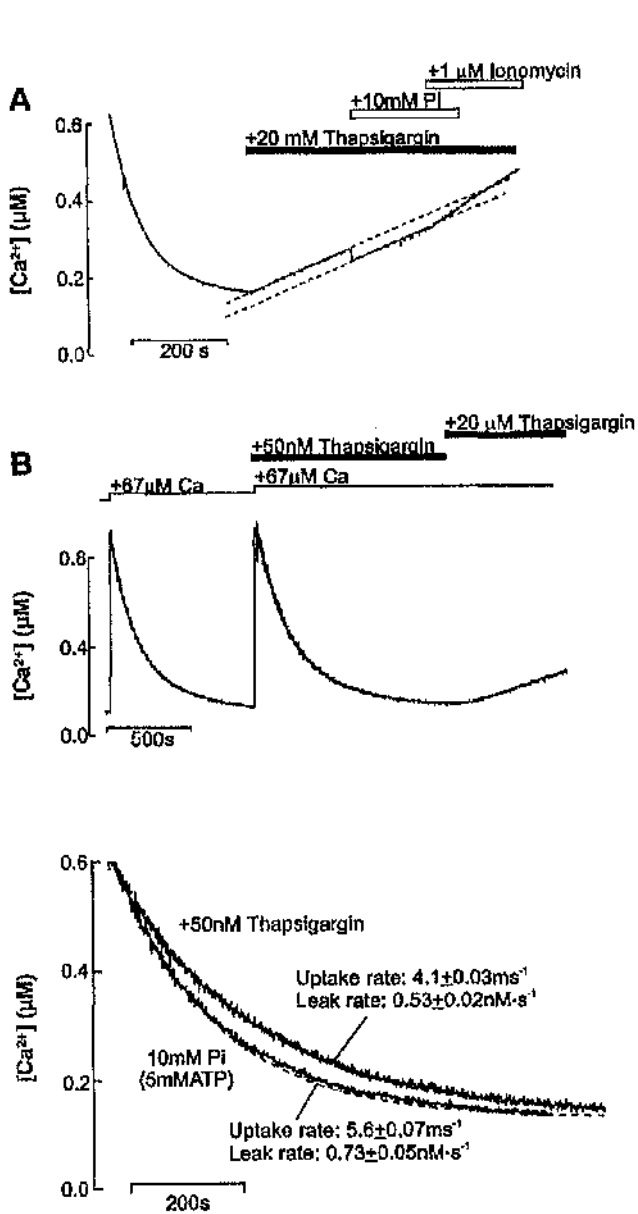 A
+1 µM Ionomycin
+10mM Pi
+20 mM Thapsigargin
0.6
0.4
0.2
0.0
[Ca²⁺] (µM)
200 s
B
+20 µM Thapsigargin
+50nM Thapsigargin
+67µM Ca
+67µM Ca
0.8
0.4
0.0
[Ca²⁺] (µM)
500s
0.6
0.4
0.2
0.0
[Ca²⁺] (µM)
+50nM Thapsigargin
Uptake rate: 4.1±0.03ms⁻¹
Leak rate: 0.53±0.02nM·s⁻¹
10mM Pi
(5mMATP)
Uptake rate: 5.6±0.07ms⁻¹
Leak rate: 0.73±0.05nM·s⁻¹
200s